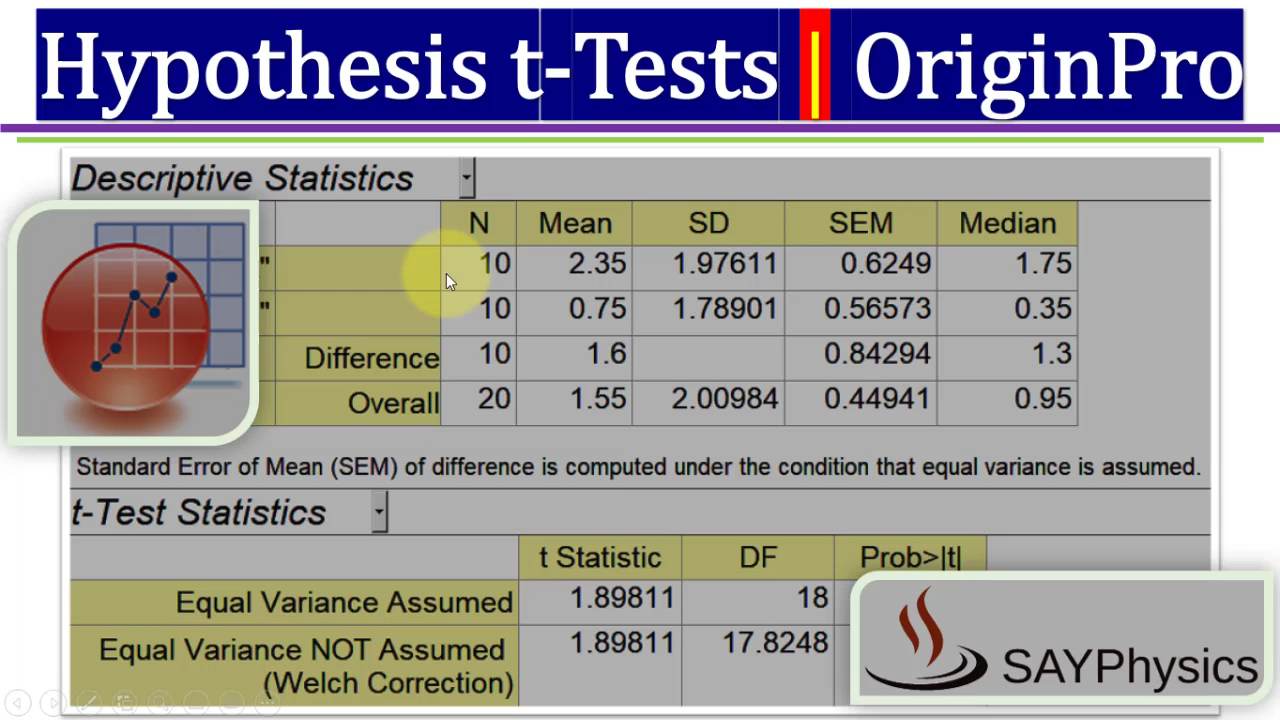 Hypothesis t-Tests | OriginPro
Descriptive Statistics
N Mean SD SEM Median
" 10 2.35 1.97611 0.6249 1.75
" 10 0.75 1.78901 0.56573 0.35
Difference 10 1.6 0.84294 1.3
Overall 20 1.55 2.00984 0.44941 0.95
Standard Error of Mean (SEM) of difference is computed under the condition that equal variance is assumed.
t-Test Statistics
t Statistic DF Prob>|t|
Equal Variance Assumed 1.89811 18
Equal Variance NOT Assumed 1.89811 17.8248
(Welch Correction)
SAYPhysics